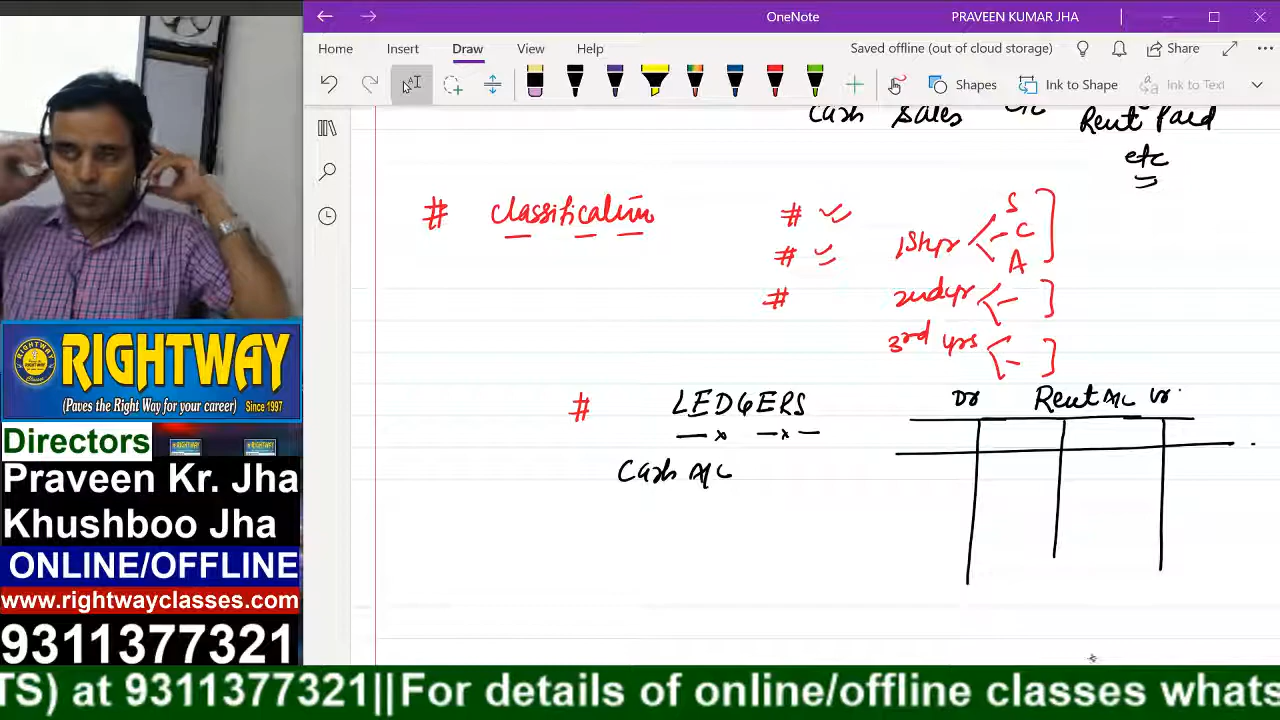 OneNote
PRAVEEN KUMAR JHA
Home Insert Draw View Help
Saved offline (out of cloud storage)
Share
Shapes
Ink to Shape
Ink to Text
Cash Sales
Rent Paid
etc
# Classification
#
#
#
1st yr
S
C
A
2nd yr
3rd yrs
# LEDGERS
Dr Rent A/c Cr
Cash A/c
RIGHTWAY
(Paves the Right Way for your career) Since 1997
Directors
Praveen Kr. Jha
Khushboo Jha
ONLINE/OFFLINE
www.rightwayclasses.com
9311377321
TS) at 9311377321||For details of online/offline classes whats